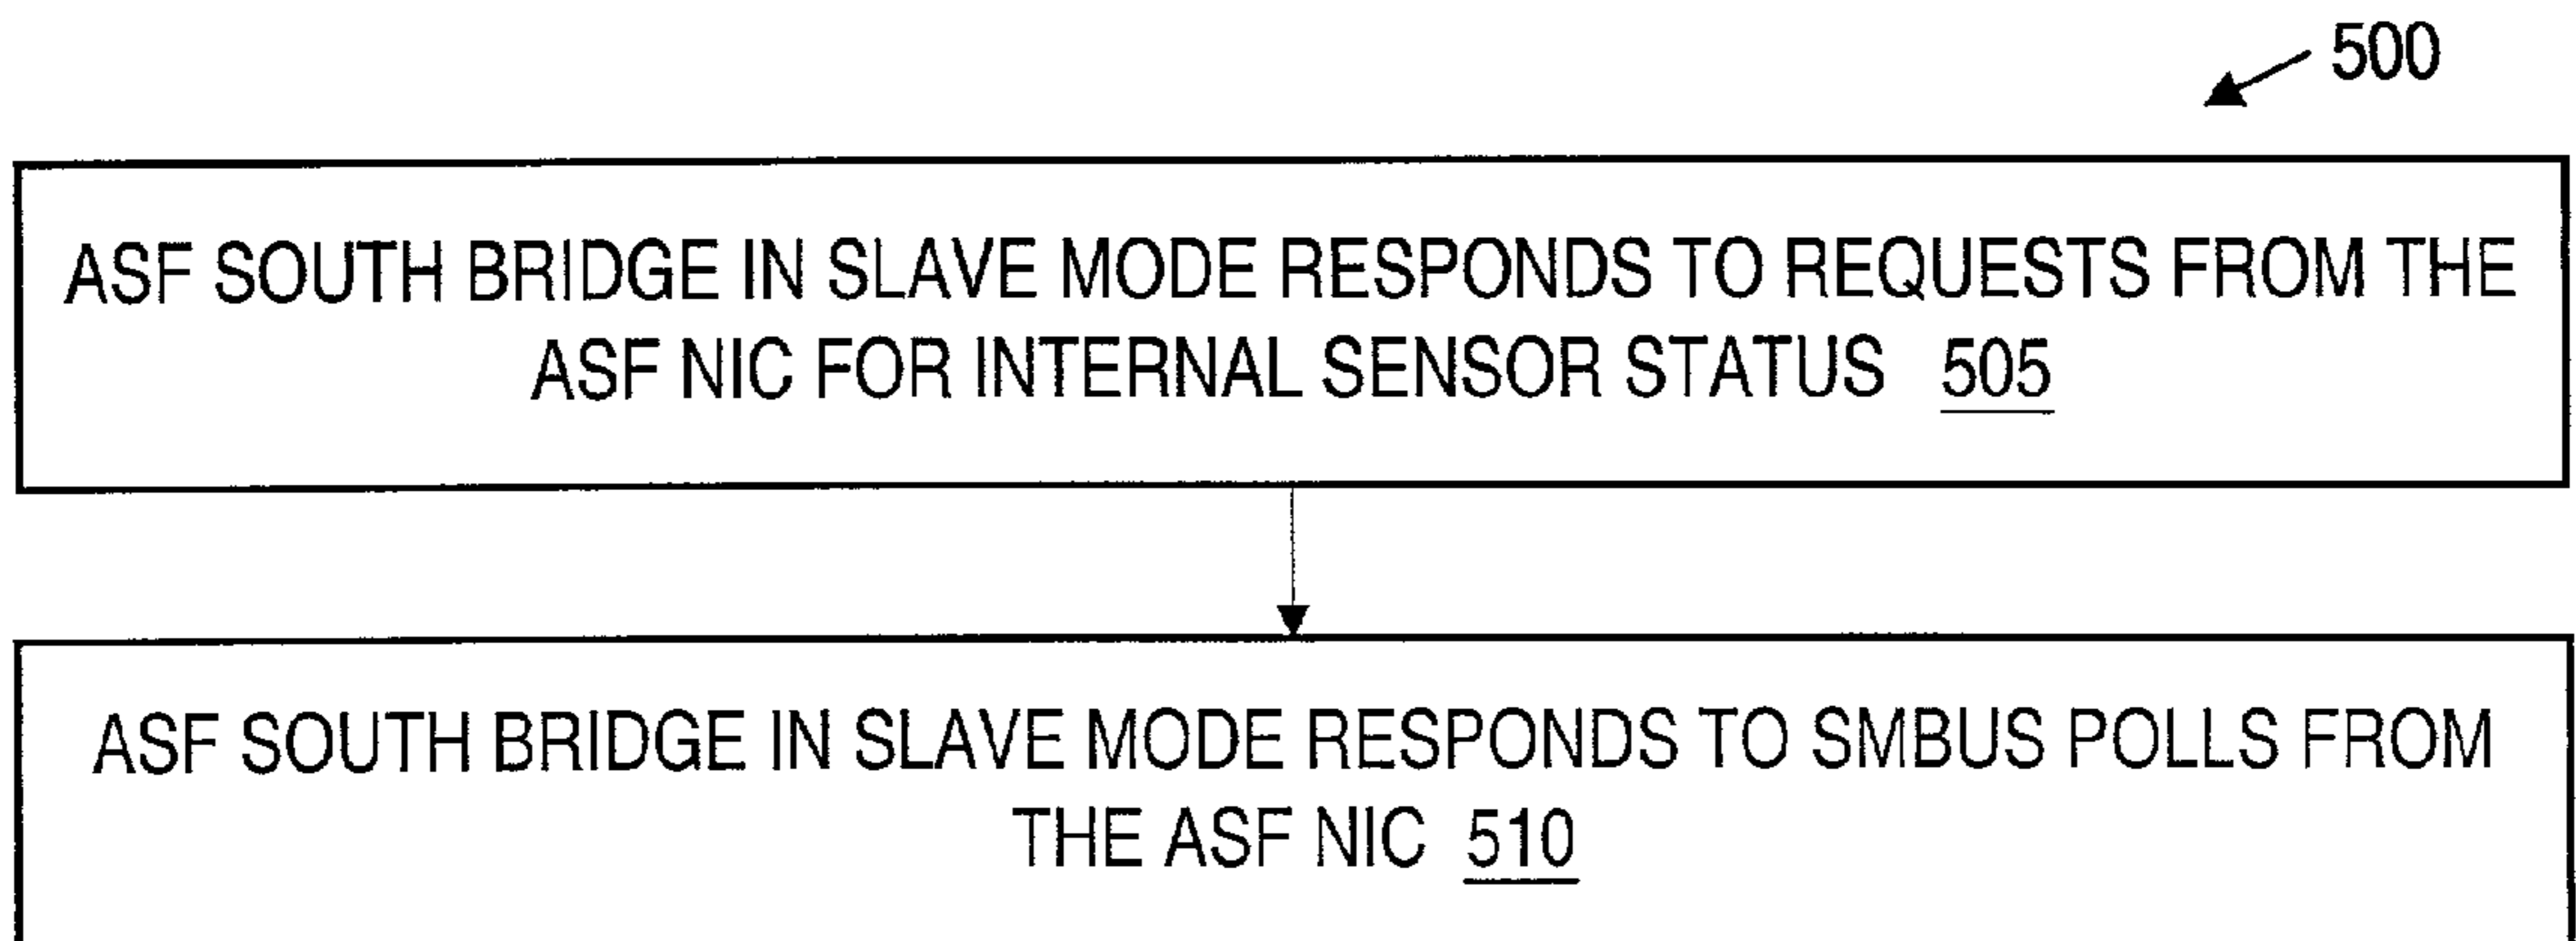 500
ASF SOUTH BRIDGE IN SLAVE MODE RESPONDS TO REQUESTS FROM THE
ASF NIC FOR INTERNAL SENSOR STATUS 505
ASF SOUTH BRIDGE IN SLAVE MODE RESPONDS TO SMBUS POLLS FROM
THE ASF NIC 510